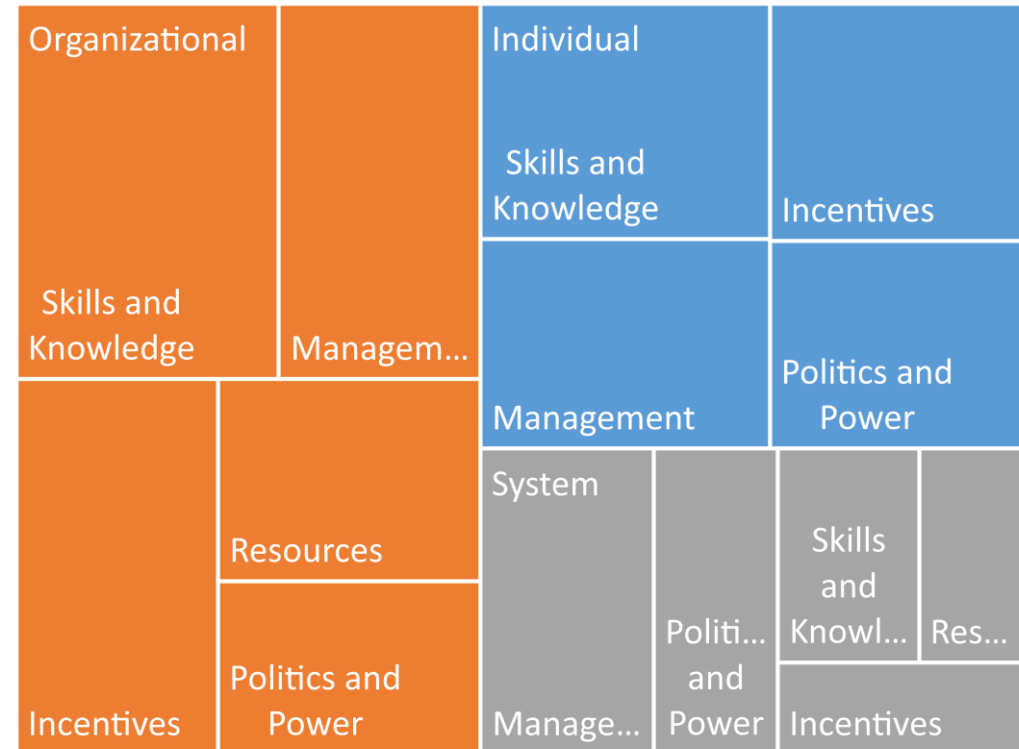 Organizational
Skills and
Knowledge
Managem...
Incentives
Resources
Politics and
Power
Individual
Skills and
Knowledge
Incentives
Management
Politics and
Power
System
Manage...
Politi...
and
Power
Skills
and
Knowl...
Res...
Incentives